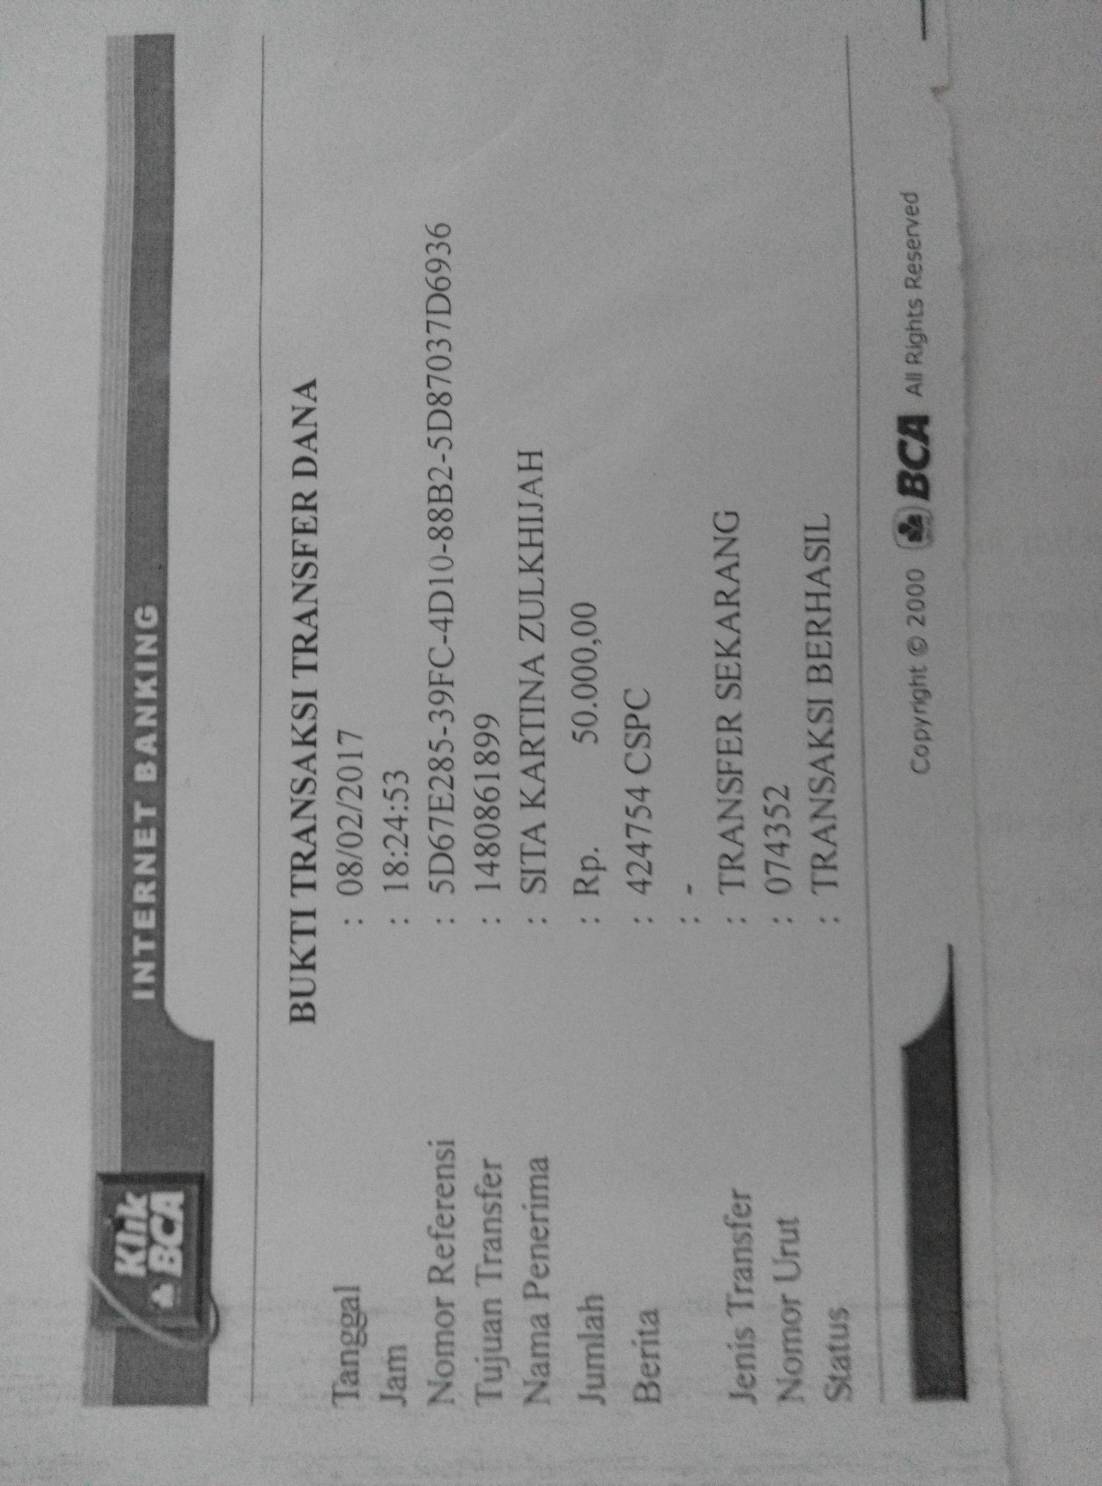 Klik
BCA
INTERNET BANKING
BUKTI TRANSAKSI TRANSFER DANA
Tanggal : 08/02/2017
Jam : 18:24:53
Nomor Referensi : 5D67E285-39FC-4D10-88B2-5D87037D6936
Tujuan Transfer : 1480861899
Nama Penerima : SITA KARTINA ZULKHIJAH
Jumlah : Rp. 50.000,00
Berita : 424754 CSPC
: -
Jenis Transfer : TRANSFER SEKARANG
Nomor Urut : 074352
Status : TRANSAKSI BERHASIL
Copyright © 2000 BCA All Rights Reserved